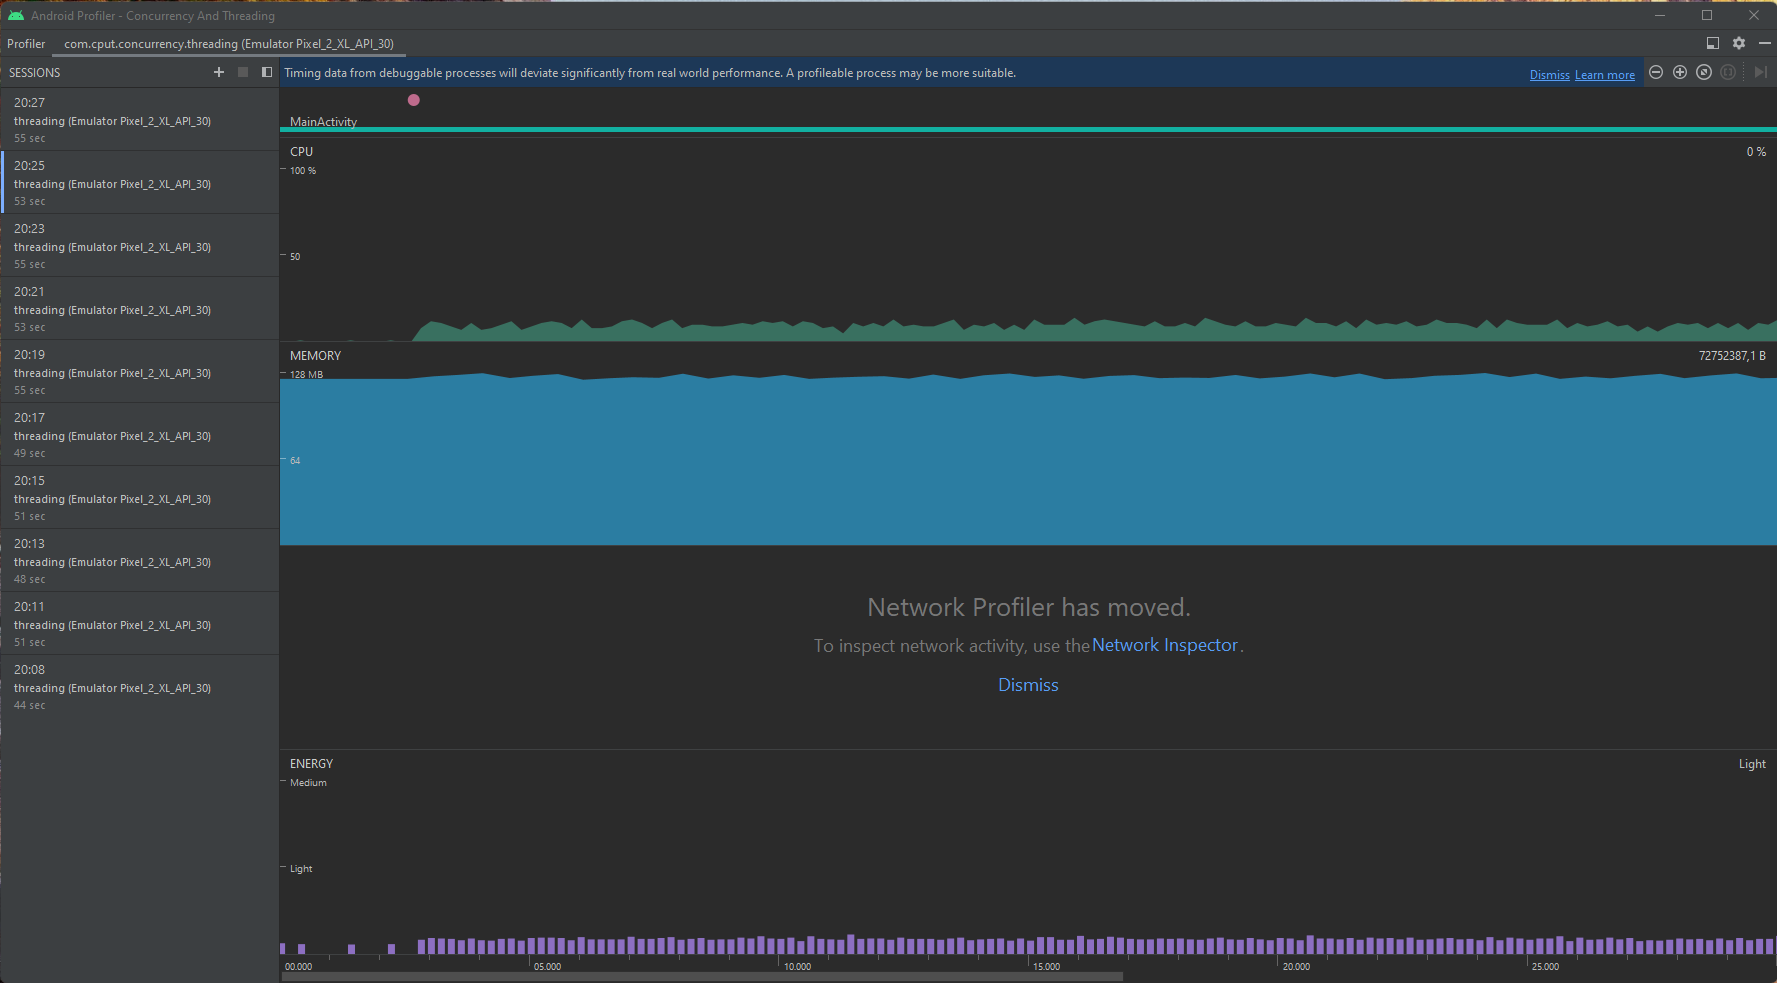 Android Profiler - Concurrency And Threading
Profiler
com.cput.concurrency.threading (Emulator Pixel_2_XL_API_30)
SESSIONS
Timing data from debuggable processes will deviate significantly from real world performance. A profileable process may be more suitable.
Dismiss Learn more
20:27
threading (Emulator Pixel_2_XL_API_30)
55 sec
20:25
threading (Emulator Pixel_2_XL_API_30)
53 sec
20:23
threading (Emulator Pixel_2_XL_API_30)
55 sec
20:21
threading (Emulator Pixel_2_XL_API_30)
53 sec
20:19
threading (Emulator Pixel_2_XL_API_30)
55 sec
20:17
threading (Emulator Pixel_2_XL_API_30)
49 sec
20:15
threading (Emulator Pixel_2_XL_API_30)
51 sec
20:13
threading (Emulator Pixel_2_XL_API_30)
48 sec
20:11
threading (Emulator Pixel_2_XL_API_30)
51 sec
20:08
threading (Emulator Pixel_2_XL_API_30)
44 sec
MainActivity
CPU
0 %
100 %
50
MEMORY
72752387,1 B
128 MB
64
Network Profiler has moved.
To inspect network activity, use the Network Inspector.
Dismiss
ENERGY
Light
Medium
Light
00.000
05.000
10.000
15.000
20.000
25.000